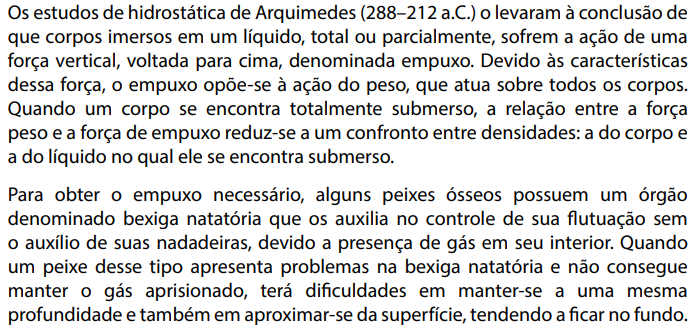 Os estudos de hidrostática de Arquimedes (288–212 a.C.) o levaram à conclusão de
que corpos imersos em um líquido, total ou parcialmente, sofrem a ação de uma
força vertical, voltada para cima, denominada empuxo. Devido às características
dessa força, o empuxo opõe-se à ação do peso, que atua sobre todos os corpos.
Quando um corpo se encontra totalmente submerso, a relação entre a força
peso e a força de empuxo reduz-se a um confronto entre densidades: a do corpo e
a do líquido no qual ele se encontra submerso.
Para obter o empuxo necessário, alguns peixes ósseos possuem um órgão
denominado bexiga natatória que os auxilia no controle de sua flutuação sem
o auxílio de suas nadadeiras, devido a presença de gás em seu interior. Quando
um peixe desse tipo apresenta problemas na bexiga natatória e não consegue
manter o gás aprisionado, terá dificuldades em manter-se a uma mesma
profundidade e também em aproximar-se da superfície, tendendo a ficar no fundo.